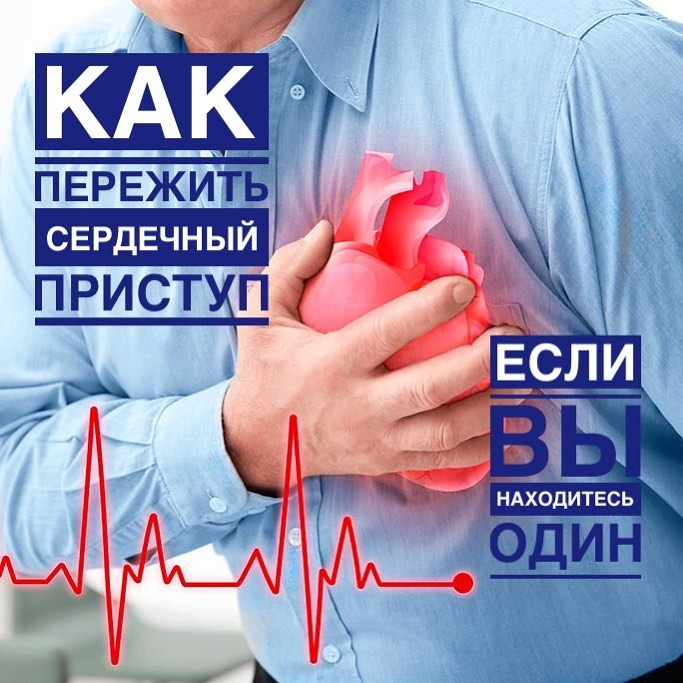 КАК
ПЕРЕЖИТЬ
СЕРДЕЧНЫЙ
ПРИСТУП
ЕСЛИ
ВЫ
НАХОДИТЕСЬ
ОДИН